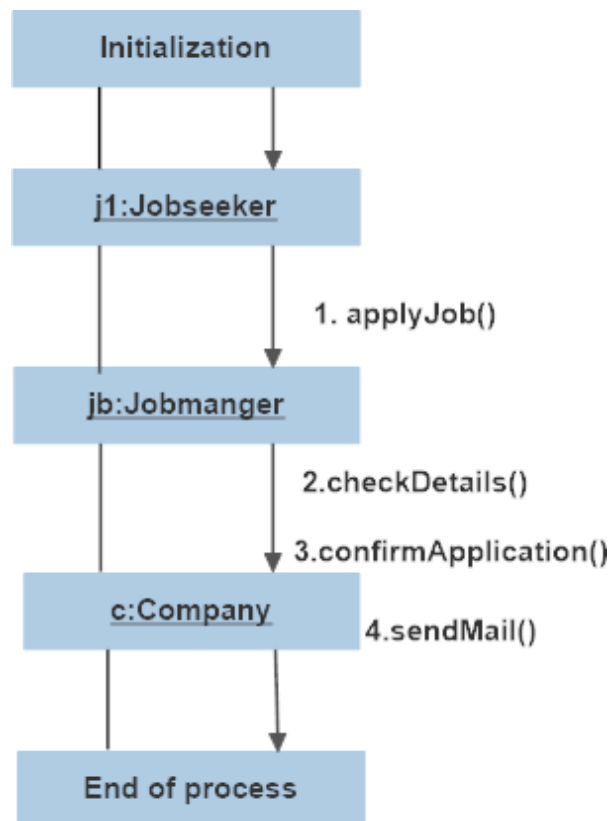 Initialization
j1:Jobseeker
1. applyJob()
jb:Jobmanger
2.checkDetails()
3.confirmApplication()
c:Company
4.sendMail()
End of process